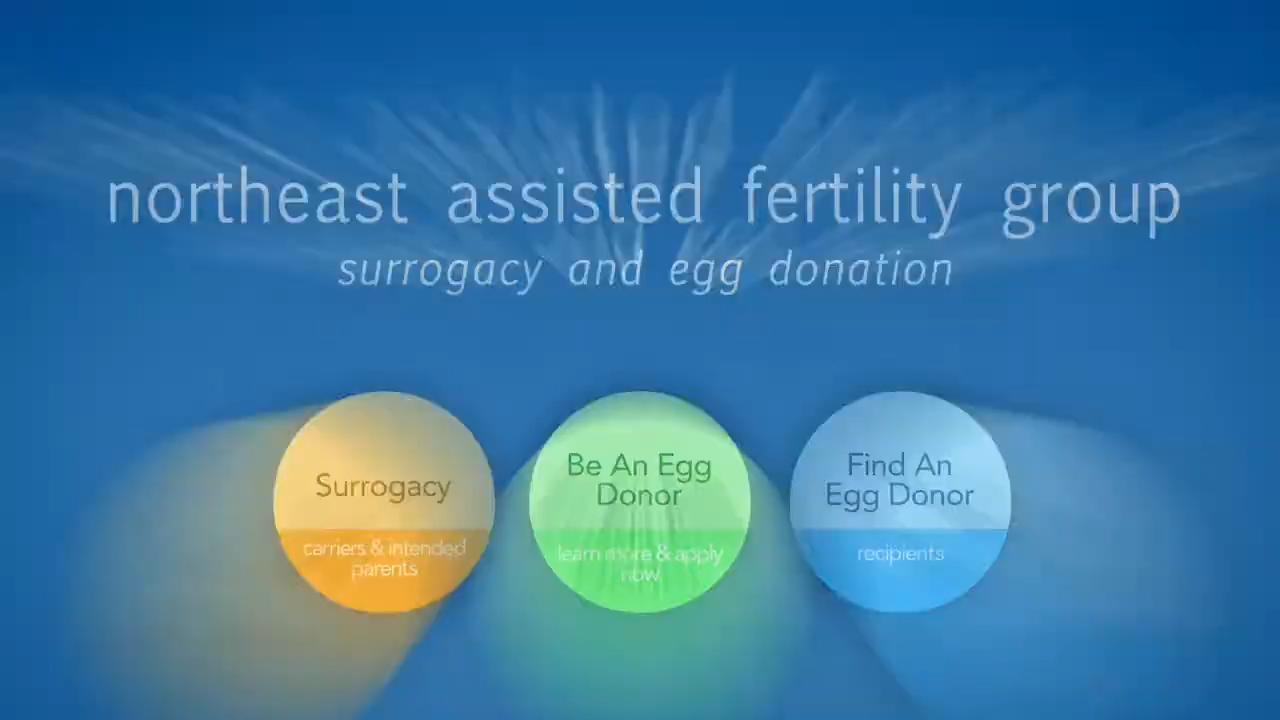 northeast assisted fertility group
surrogacy and egg donation
Surrogacy
carriers & intended
parents
Be An Egg
Donor
learn more & apply
now.
Find An
Egg Donor
recipients